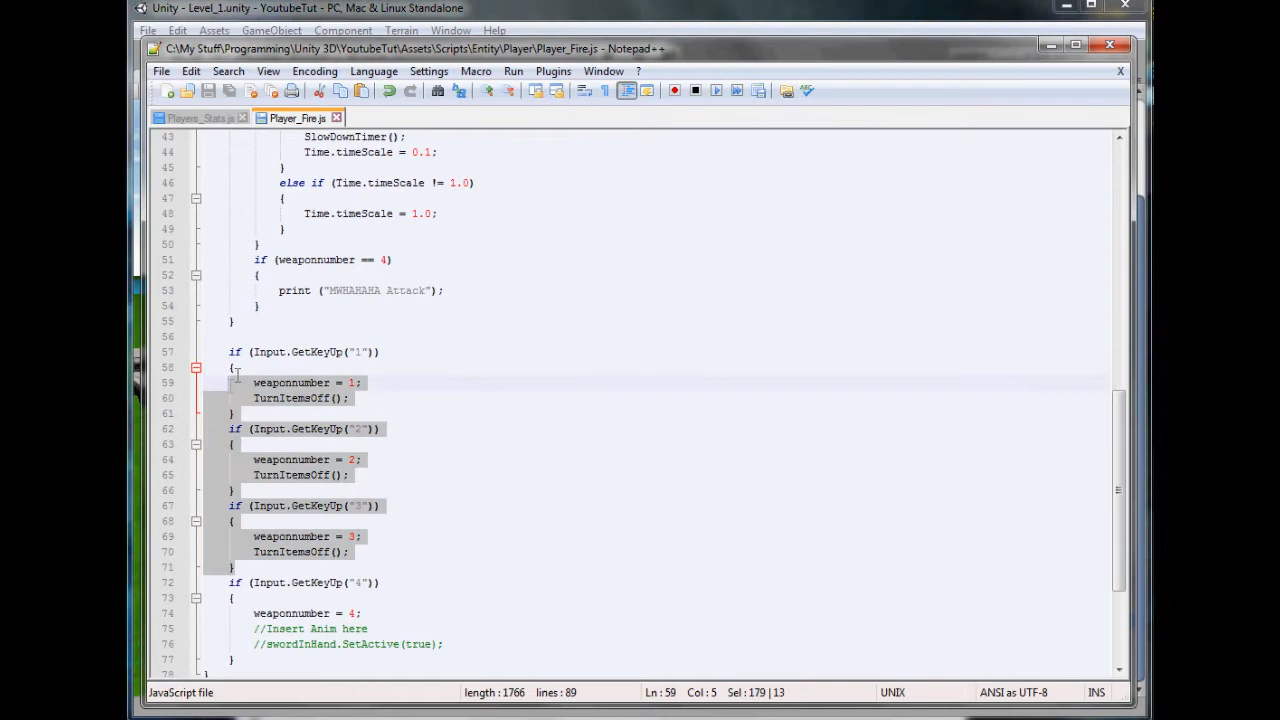 Unity - Level_1.unity - YoutubeTut - PC, Mac & Linux Standalone
File Edit Assets GameObject Component Terrain Window Help
C:\My Stuff\Programming\Unity 3D\YoutubeTut\Assets\Scripts\Entity\Player\Player_Fire.js - Notepad++
File Edit Search View Encoding Language Settings Macro Run Plugins Window ? X
Players_Stats.js Player_Fire.js
43 SlowDownTimer();
44 Time.timeScale = 0.1;
45 }
46 else if (Time.timeScale != 1.0)
47 {
48 Time.timeScale = 1.0;
49 }
50 }
51 if (weaponnumber == 4)
52 {
53 print ("MWHAHAHA Attack");
54 }
55 }
56
57 if (Input.GetKeyUp("1"))
58 {
59 weaponnumber = 1;
60 TurnItemsOff();
61 }
62 if (Input.GetKeyUp("2"))
63 {
64 weaponnumber = 2;
65 TurnItemsOff();
66 }
67 if (Input.GetKeyUp("3"))
68 {
69 weaponnumber = 3;
70 TurnItemsOff();
71 }
72 if (Input.GetKeyUp("4"))
73 {
74 weaponnumber = 4;
75 //Insert Anim here
76 //swordInHand.SetActive(true);
77 }
78 }
JavaScript file length : 1766 lines : 89 Ln : 59 Col : 5 Sel : 179 | 13 UNIX ANSI as UTF-8 INS